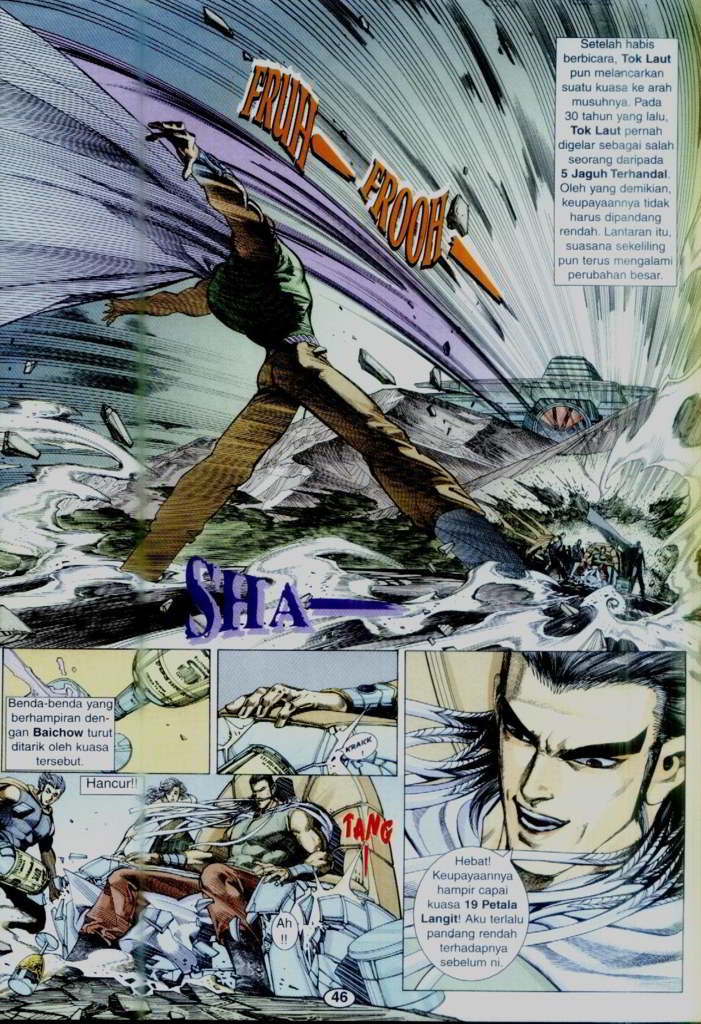 Setelah habis
berbicara, Tok Laut
pun melancarkan
suatu kuasa ke arah
musuhnya. Pada
30 tahun yang lalu,
Tok Laut pernah
digelar sebagai salah
seorang daripada
5 Jaguh Terhandal.
Oleh yang demikian,
keupayaannya tidak
harus dipandang
rendah. Lantaran itu,
suasana sekeliling
pun terus mengalami
perubahan besar.
FRUH—
FROOH—
SHA—
Benda-benda yang
berhampiran den-
gan Baichow turut
ditarik oleh kuasa
tersebut.
KRAKK!
Hancur!!
TANG!
Ah
!!
Hebat!
Keupayaannya
hampir capai
kuasa 19 Petala
Langit! Aku terlalu
pandang rendah
terhadapnya
sebelum ni.
46